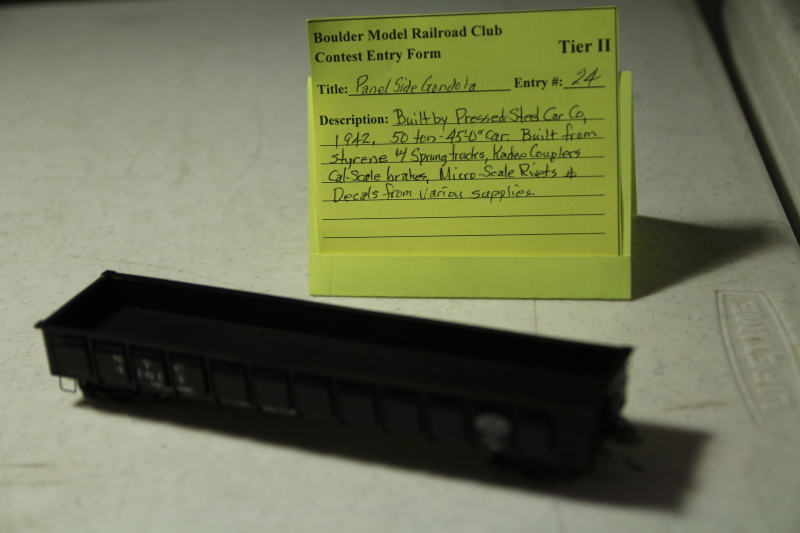 Boulder Model Railroad Club
Contest Entry Form
Tier II
Title: Panel Side Gondola Entry #: 24
Description: Built by Pressed Steel Car Co,
1942, 50 ton - 45'0" car. Built from
styrene w/ Sprung trucks, Kadee Couplers
Cal-Scale brakes, Micro-Scale Rivets &
Decals from variou supplies.